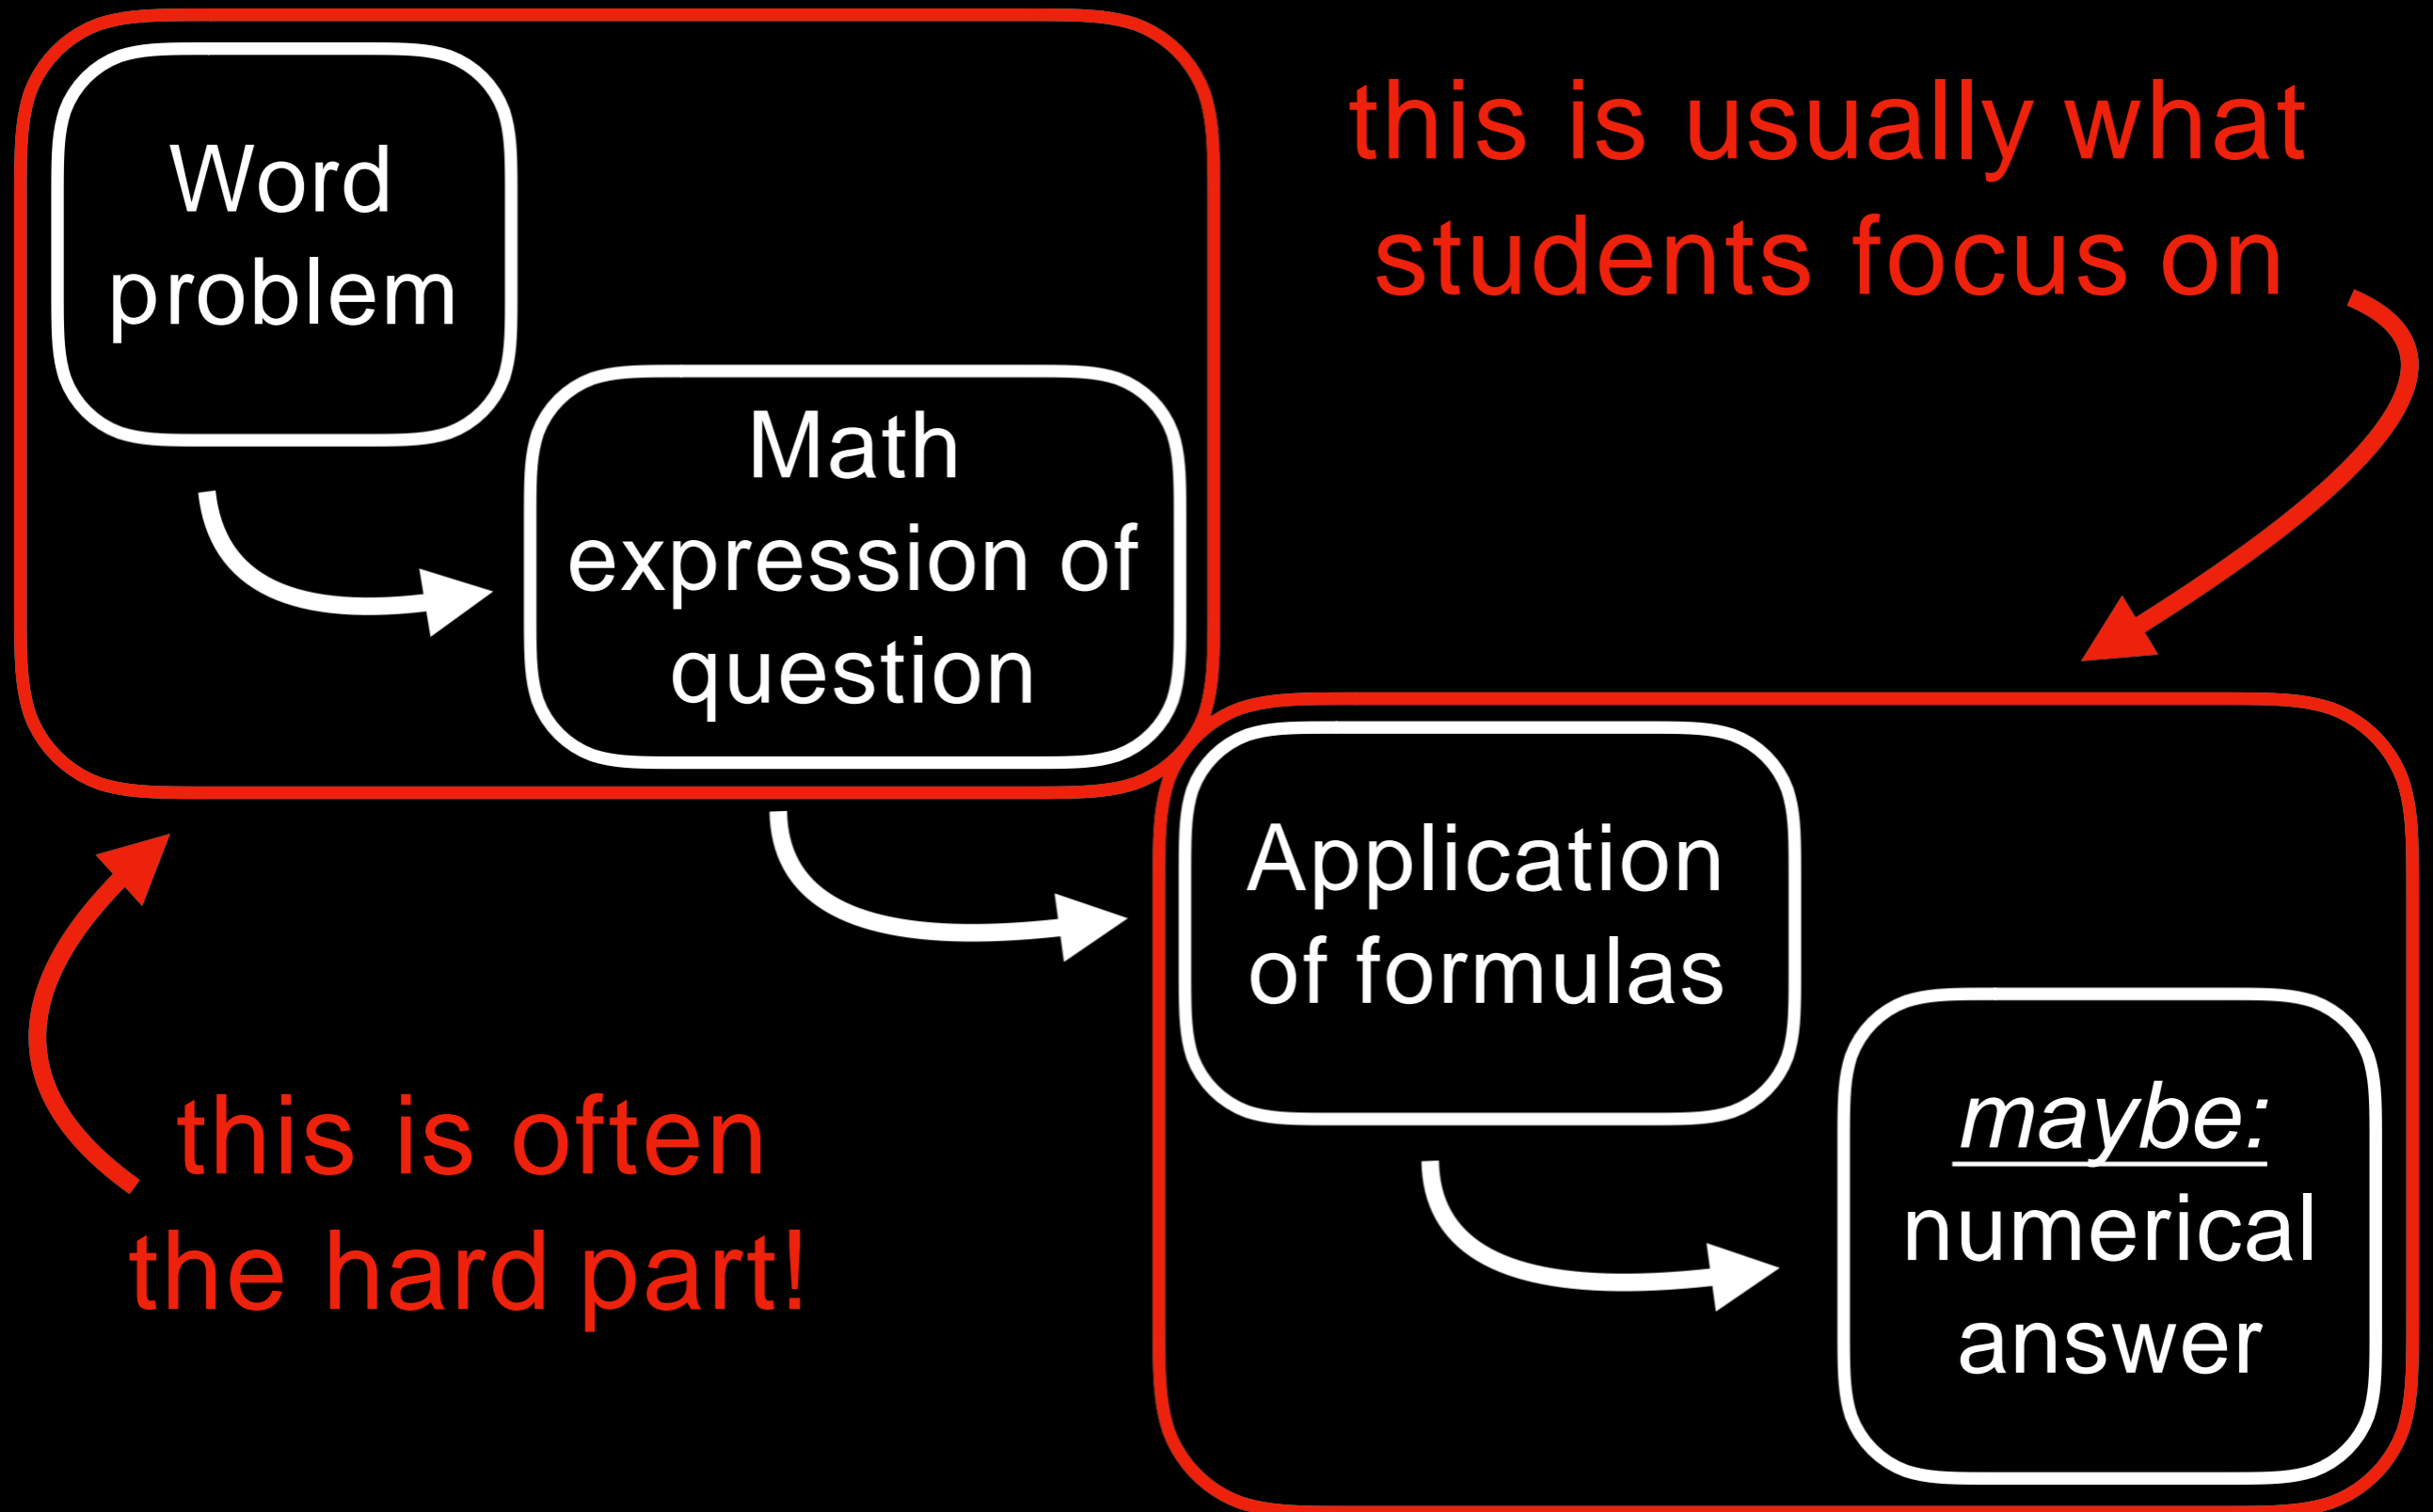 Word
problem
this is usually what
students focus on
Math
expression of
question
Application
of formulas
this is often
the hard part!
maybe:
numerical
answer